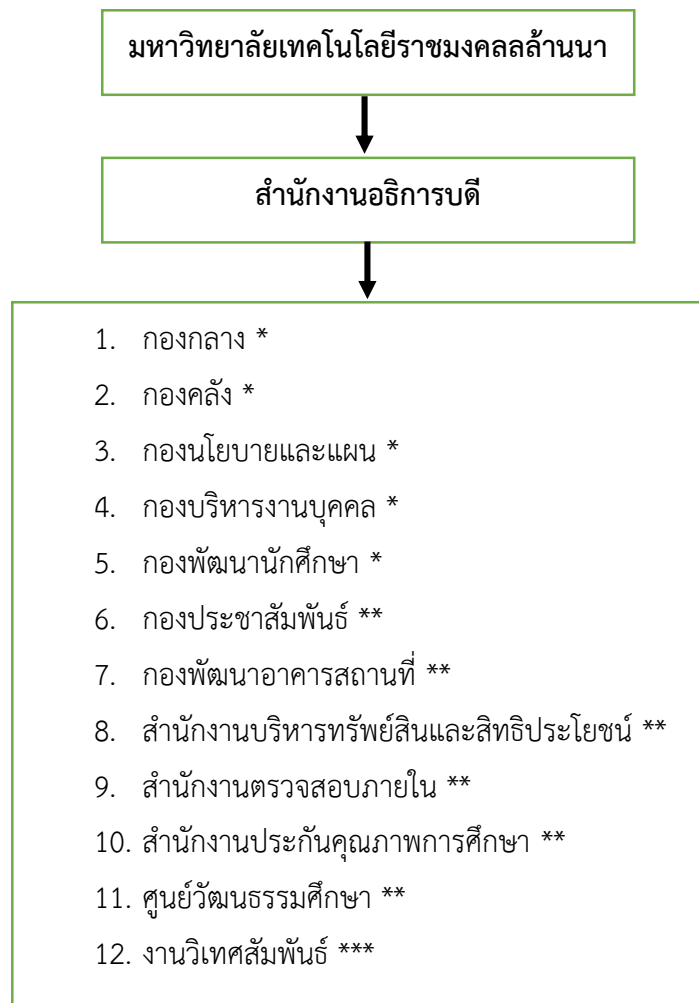 มหาวิทยาลัยเทคโนโลยีราชมงคลล้านนา
สำนักงานอธิการบดี
1. กองกลาง *
2. กองคลัง *
3. กองนโยบายและแผน *
4. กองบริหารงานบุคคล *
5. กองพัฒนานักศึกษา *
6. กองประชาสัมพันธ์ **
7. กองพัฒนาอาคารสถานที่ **
8. สำนักงานบริหารทรัพย์สินและสิทธิประโยชน์ **
9. สำนักงานตรวจสอบภายใน **
10. สำนักงานประกันคุณภาพการศึกษา **
11. ศูนย์วัฒนธรรมศึกษา **
12. งานวิเทศสัมพันธ์ ***